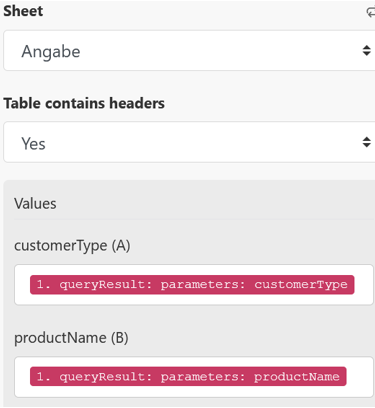 Sheet
Angabe
Table contains headers
Yes
Values
customerType (A)
1. queryResult: parameters: customerType
productName (B)
1. queryResult: parameters: productName